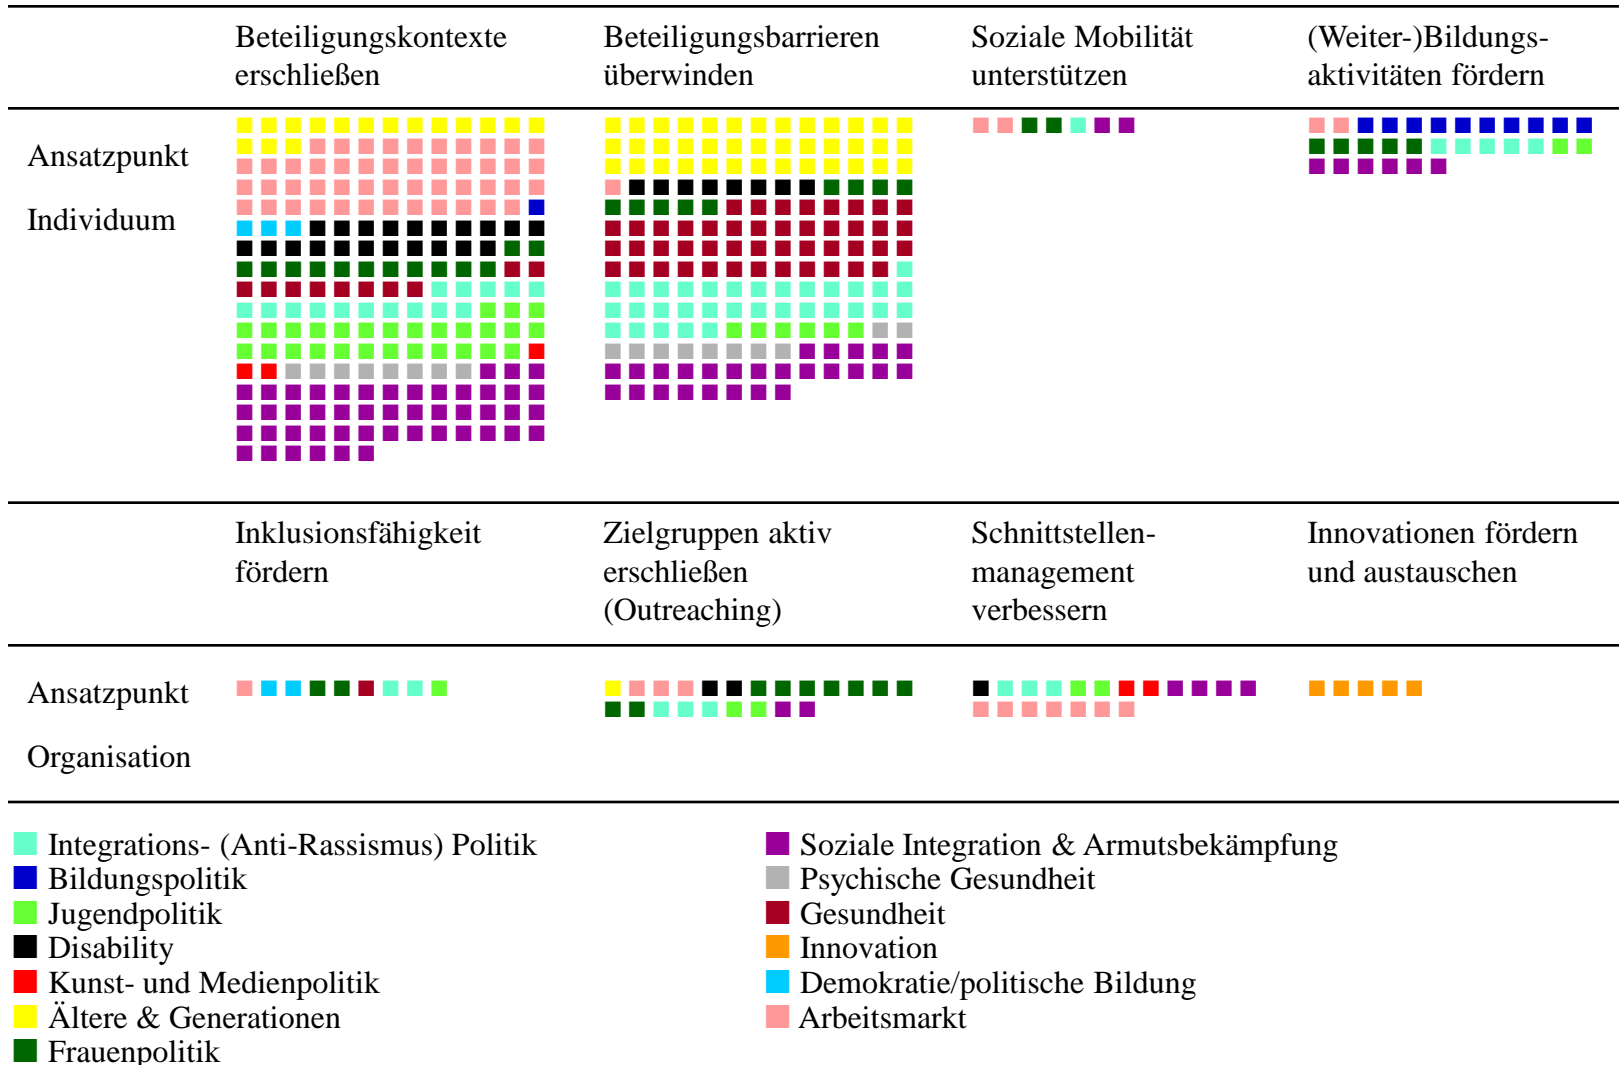 Beteiligungskontexte
erschließen
Beteiligungsbarrieren
überwinden
Soziale Mobilität
unterstützen
(Weiter-)Bildungs-
aktivitäten fördern
Ansatzpunkt
Individuum
Inklusionsfähigkeit
fördern
Zielgruppen aktiv
erschließen
(Outreaching)
Schnittstellen-
management
verbessern
Innovationen fördern
und austauschen
Ansatzpunkt
Organisation
Integrations- (Anti-Rassismus) Politik
Bildungspolitik
Jugendpolitik
Disability
Kunst- und Medienpolitik
Ältere & Generationen
Frauenpolitik
Soziale Integration & Armutsbekämpfung
Psychische Gesundheit
Gesundheit
Innovation
Demokratie/politische Bildung
Arbeitsmarkt